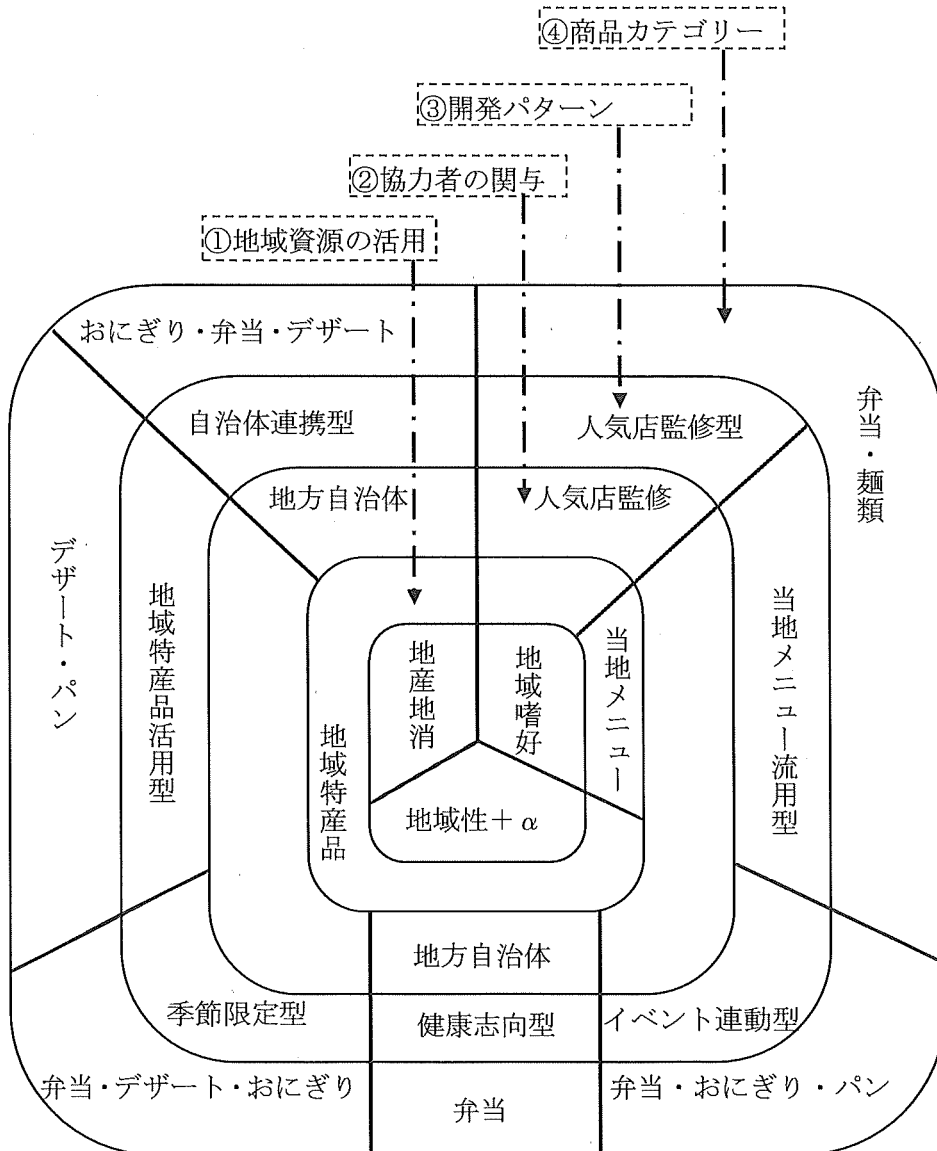 ④商品カテゴリー
③開発パターン
②協力者の関与
①地域資源の活用
おにぎり・弁当・デザート
弁当・麺類
自治体連携型
人気店監修型
地方自治体
人気店監修
デザート・パン
地域特産品活用型
地域特産品
地産地消
地域嗜好
当地メニュー
当地メニュー流用型
地域性+α
地方自治体
季節限定型
健康志向型
イベント連動型
弁当・デザート・おにぎり
弁当
弁当・おにぎり・パン